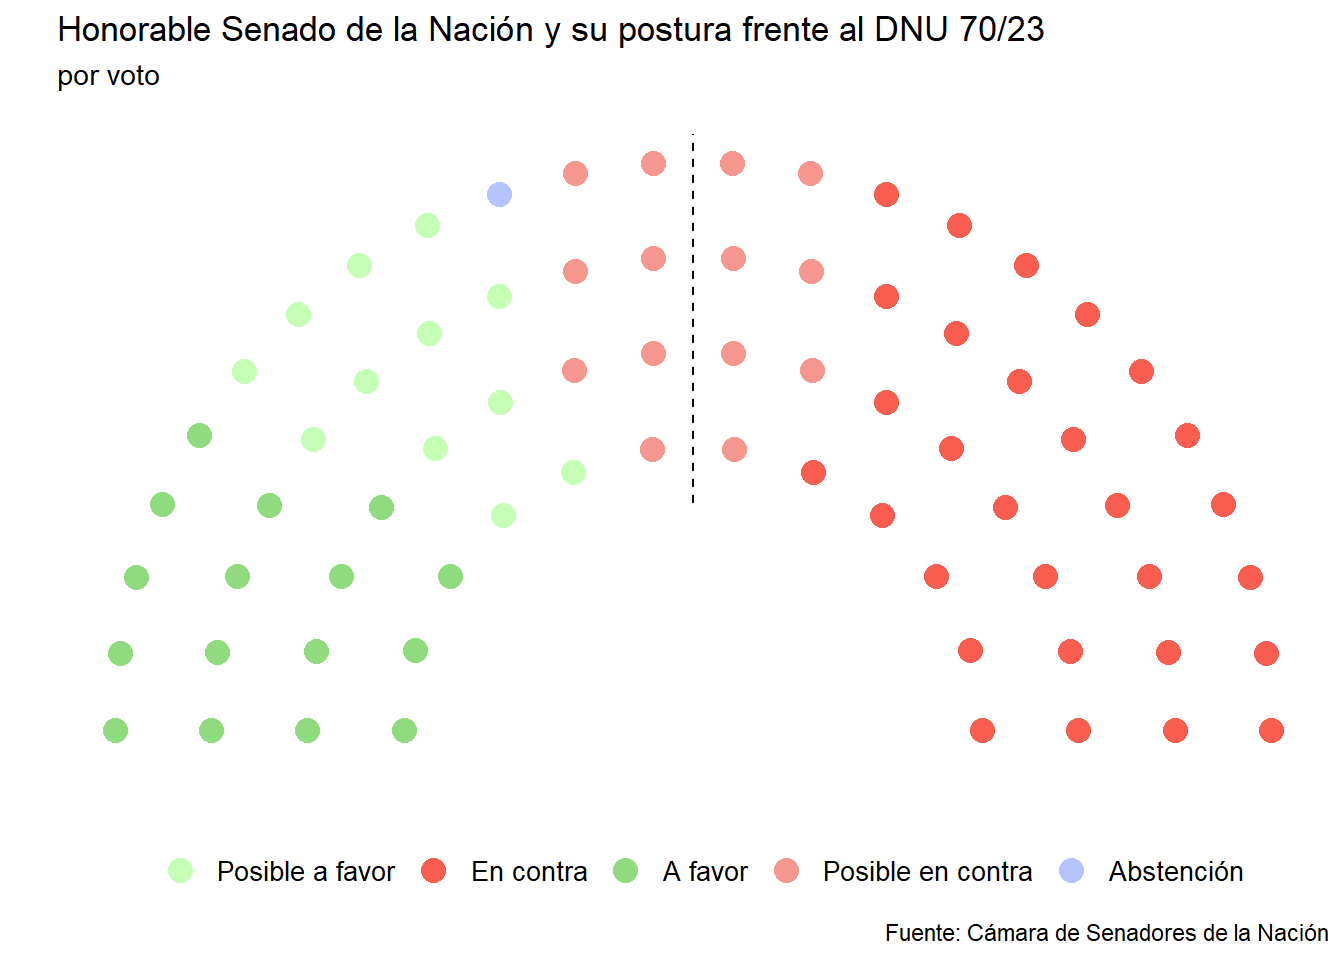 Honorable Senado de la Nación y su postura frente al DNU 70/23
por voto
Posible a favor En contra A favor Posible en contra Abstención
Fuente: Cámara de Senadores de la Nación